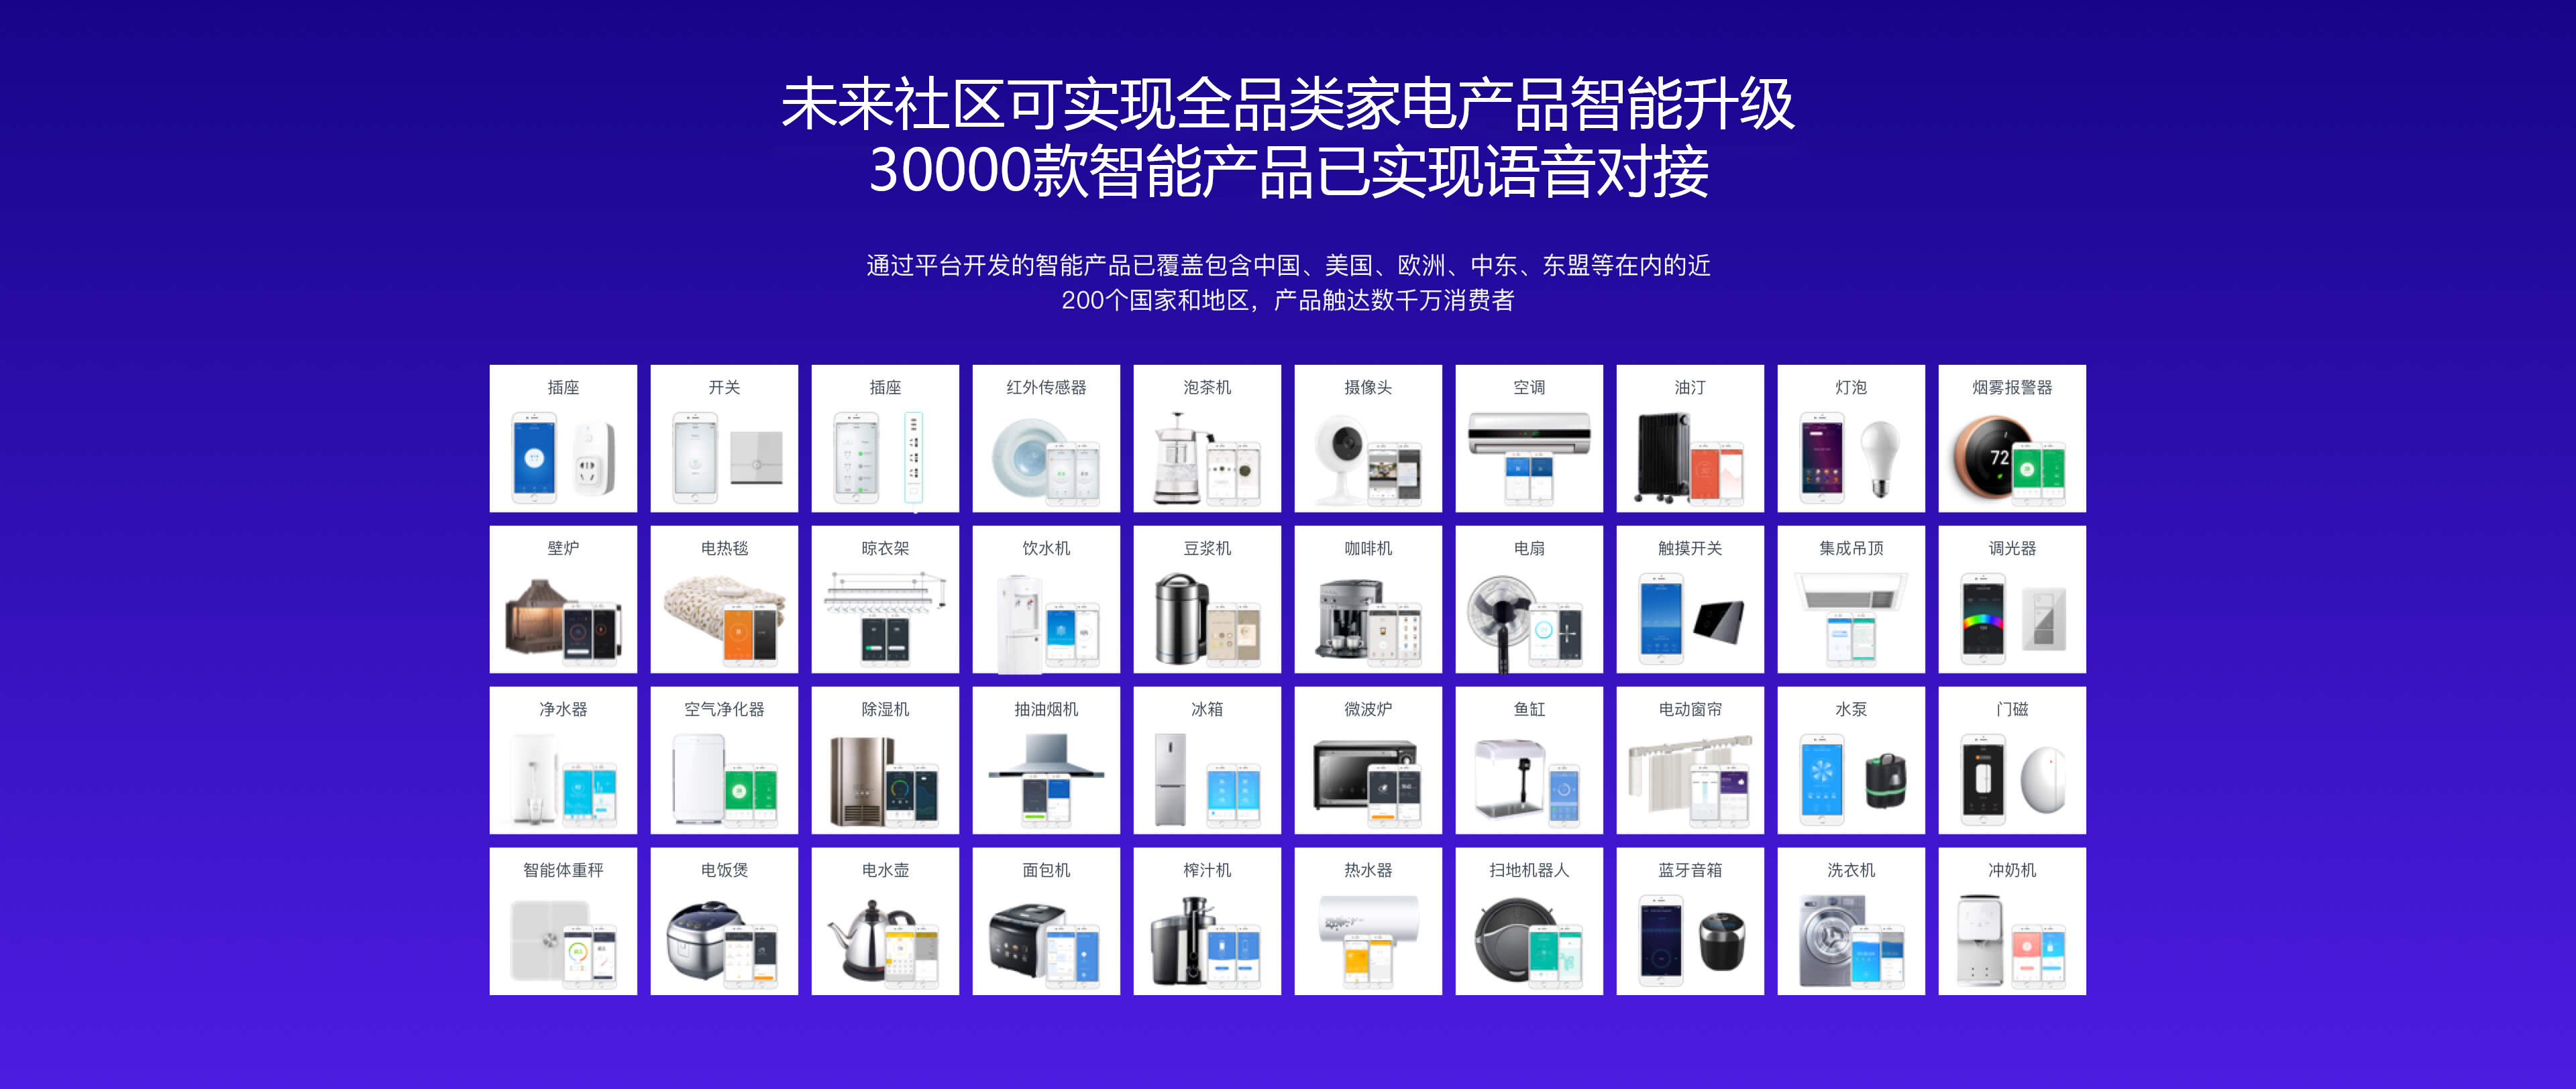 未来社区可实现全品类家电产品智能升级
30000款智能产品已实现语音对接
通过平台开发的智能产品已覆盖包含中国、美国、欧洲、中东、东盟等在内的近
200个国家和地区，产品触达数千万消费者
插座 开关 插座 红外传感器 泡茶机 摄像头 空调 油汀 灯泡 烟雾报警器
72
壁炉 电热毯 晾衣架 饮水机 豆浆机 咖啡机 电扇 触摸开关 集成吊顶 调光器
净水器 空气净化器 除湿机 抽油烟机 冰箱 微波炉 鱼缸 电动窗帘 水泵 门磁
智能体重秤 电饭煲 电水壶 面包机 榨汁机 热水器 扫地机器人 蓝牙音箱 洗衣机 冲奶机